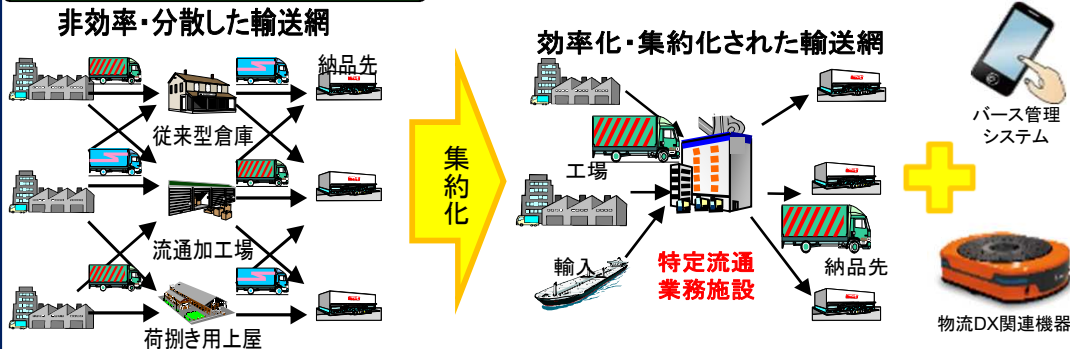 非効率・分散した輸送網
納品先
従来型倉庫
流通加工場
荷捌き用上屋
集約化
効率化・集約化された輸送網
工場
輸入
特定流通
業務施設
納品先
バース管理
システム
物流DX関連機器